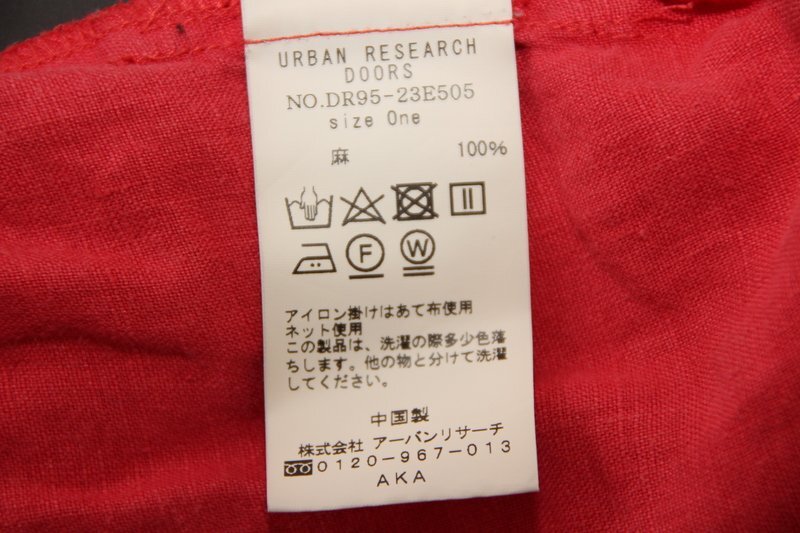 URBAN RESEARCH
DOORS
NO.DR95-23E505
size One
麻 100%
F W
アイロン掛けはあて布使用
ネット使用
この製品は、洗濯の際多少色落
ちします。他の物と分けて洗濯
してください。
中国製
株式会社 アーバンリサーチ
0120-967-013
AKA